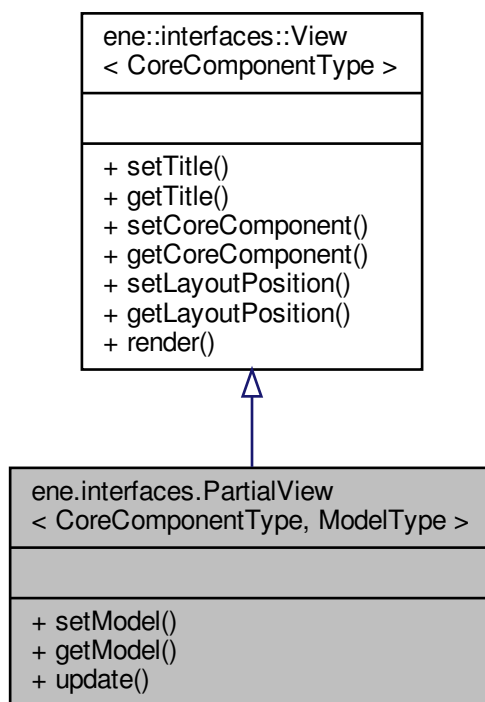 ene::interfaces::View
< CoreComponentType >
+ setTitle()
+ getTitle()
+ setCoreComponent()
+ getCoreComponent()
+ setLayoutPosition()
+ getLayoutPosition()
+ render()
ene.interfaces.PartialView
< CoreComponentType, ModelType >
+ setModel()
+ getModel()
+ update()